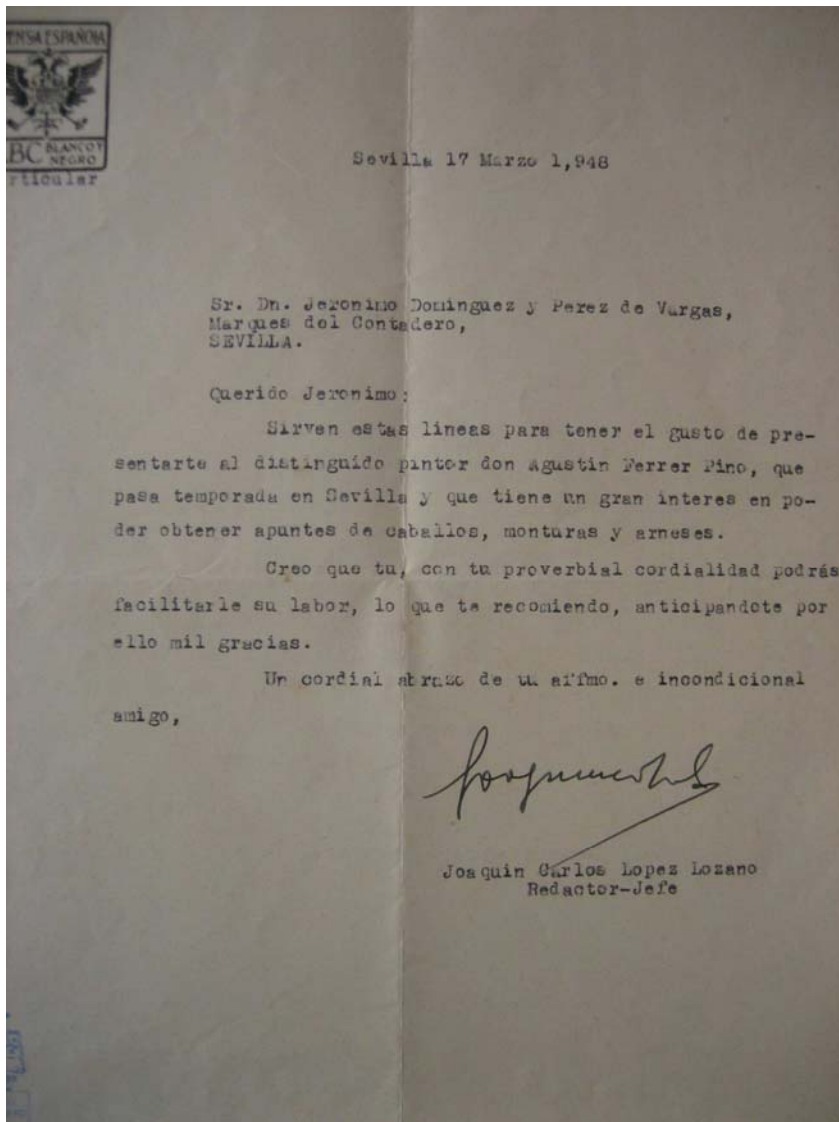 ENSA ESPAÑOLA
BC BLANCO Y
NEGRO
rticular
Sevilla 17 Marzo 1,948
Sr. Dn. Jeronimo Dominguez y Perez de Vargas,
Marques del Contadero,
SEVILLA.
Querido Jeronimo:
Sirven estas lineas para tener el gusto de pre-
sentarte al distinguido pintor don Agustin Ferrer Pino, que
pasa temporada en Sevilla y que tiene un gran interes en po-
der obtener apuntes de caballos, monturas y arneses.
Creo que tu, con tu proverbial cordialidad podrás
facilitarle su labor, lo que te recomiendo, anticipandote por
ello mil gracias.
Un cordial abrazo de tu affmo. e incondicional
amigo,
Joaquin Carlos Lopez Lozano
Redactor-Jefe